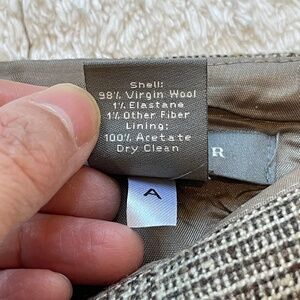 Shell:
98% Virgin Wool
1% Elastane
1% Other Fiber
Lining:
100% Acetate
Dry Clean
R
A